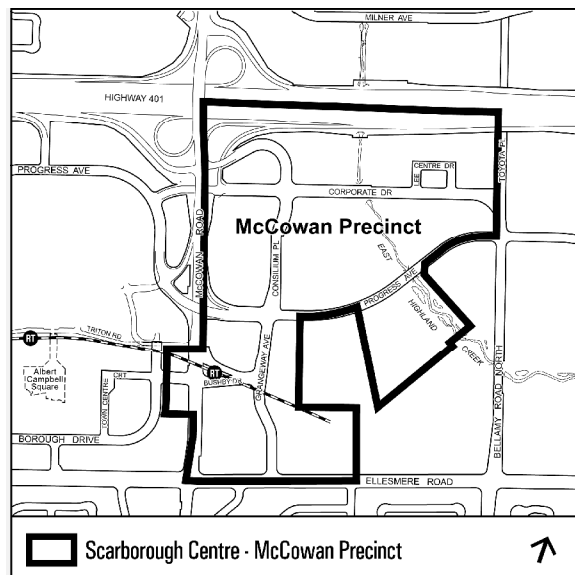 MILNER AVE
HIGHWAY 401
PROGRESS AVE
LEE
CENTRE DR
TOYOTA PL
CORPORATE DR
McCOWAN ROAD
McCowan Precinct
CONSILIUM PL
EAST
HIGHLAND
CREEK
PROGRESS AVE
TRITON RD
RT
Albert
Campbell
Square
TOWN CENTRE
CRT
RT
BUSHBY DR
GRANGEWAY AVE
BELLAMY ROAD NORTH
BOROUGH DRIVE
ELLESMERE ROAD
Scarborough Centre - McCowan Precinct